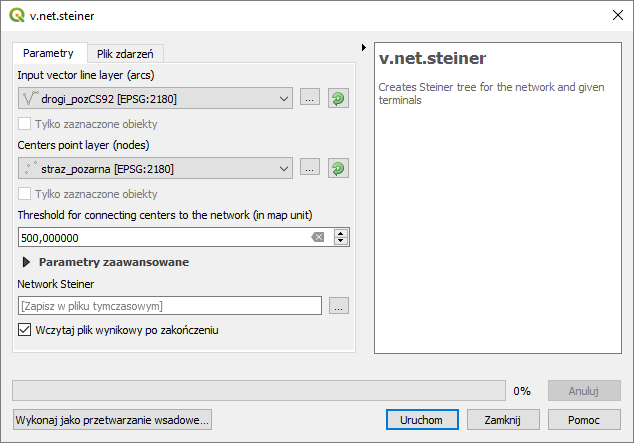 v.net.steiner
Parametry
Plik zdarzeń
Input vector line layer (arcs)
drogi_pozCS92 [EPSG:2180]
...
Tylko zaznaczone obiekty
Centers point layer (nodes)
straz_pozarna [EPSG:2180]
...
Tylko zaznaczone obiekty
Threshold for connecting centers to the network (in map unit)
500,000000
Parametry zaawansowane
Network Steiner
[Zapisz w pliku tymczasowym]
...
Wczytaj plik wynikowy po zakończeniu
v.net.steiner
Creates Steiner tree for the network and given
terminals
0%
Anuluj
Wykonaj jako przetwarzanie wsadowe...
Uruchom
Zamknij
Pomoc